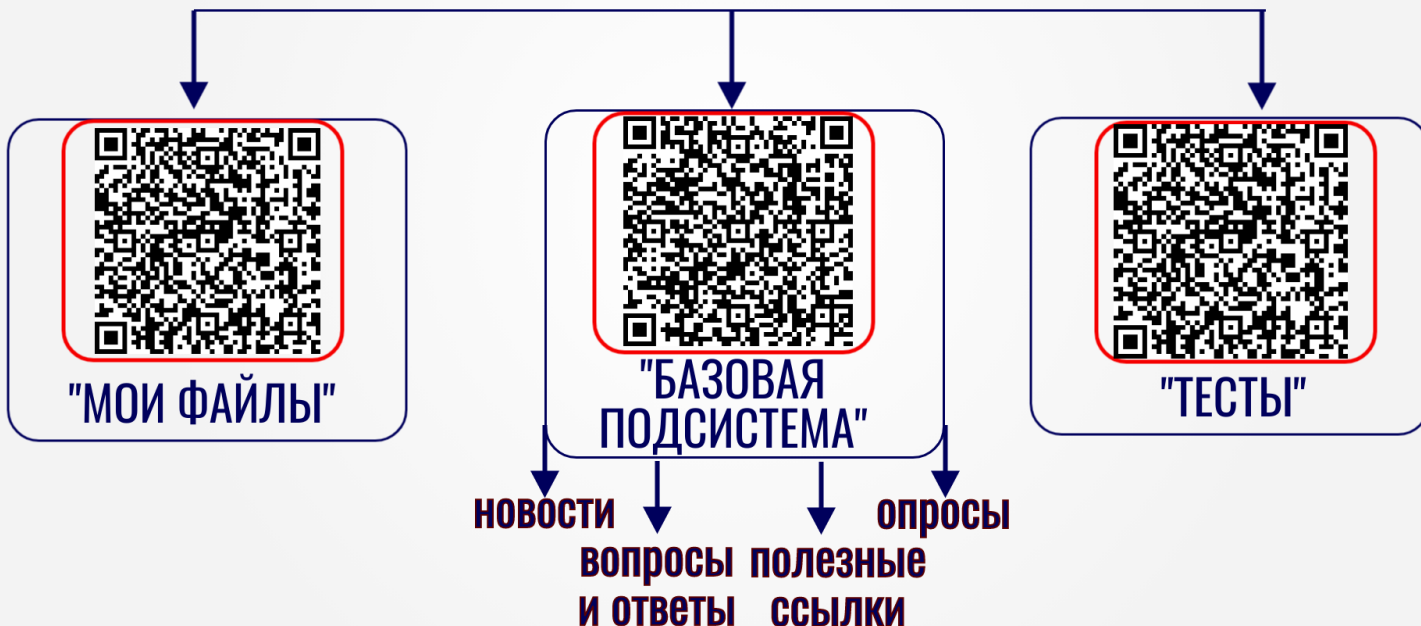 "МОИ ФАЙЛЫ"
"БАЗОВАЯ
ПОДСИСТЕМА"
"ТЕСТЫ"
новости
вопросы
и ответы
полезные
ссылки
опросы